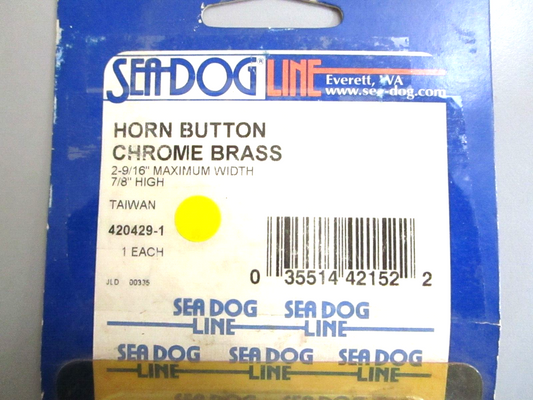 SEA-DOG® LINE
Everett, WA
www.sea-dog.com
HORN BUTTON
CHROME BRASS
2-9/16" MAXIMUM WIDTH
7/8" HIGH
TAIWAN
420429-1
1 EACH
JLD 00335
0 35514 42152 2
SEA DOG SEA DOG
LINE LINE
SEA DOG SEA DOG SEA DOG
LINE LINE LINE